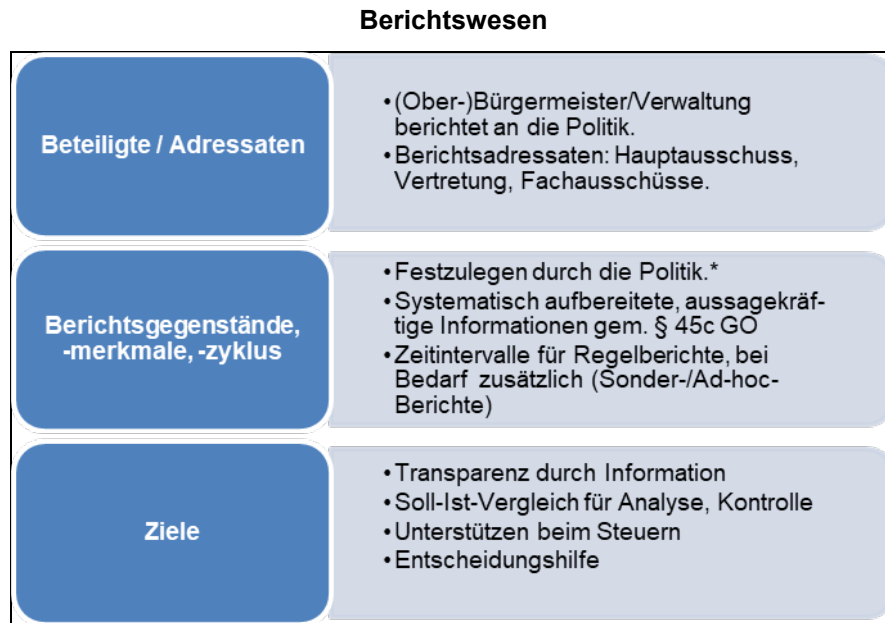 Berichtswesen
Beteiligte / Adressaten
•(Ober-)Bürgermeister/Verwaltung
berichtet an die Politik.
•Berichtsadressaten: Hauptausschuss,
Vertretung, Fachausschüsse.
Berichtsgegenstände,
-merkmale, -zyklus
•Festzulegen durch die Politik.*
•Systematisch aufbereitete, aussagekräf-
tige Informationen gem. § 45c GO
•Zeitintervalle für Regelberichte, bei
Bedarf zusätzlich (Sonder-/Ad-hoc-
Berichte)
Ziele
•Transparenz durch Information
•Soll-Ist-Vergleich für Analyse, Kontrolle
•Unterstützen beim Steuern
•Entscheidungshilfe